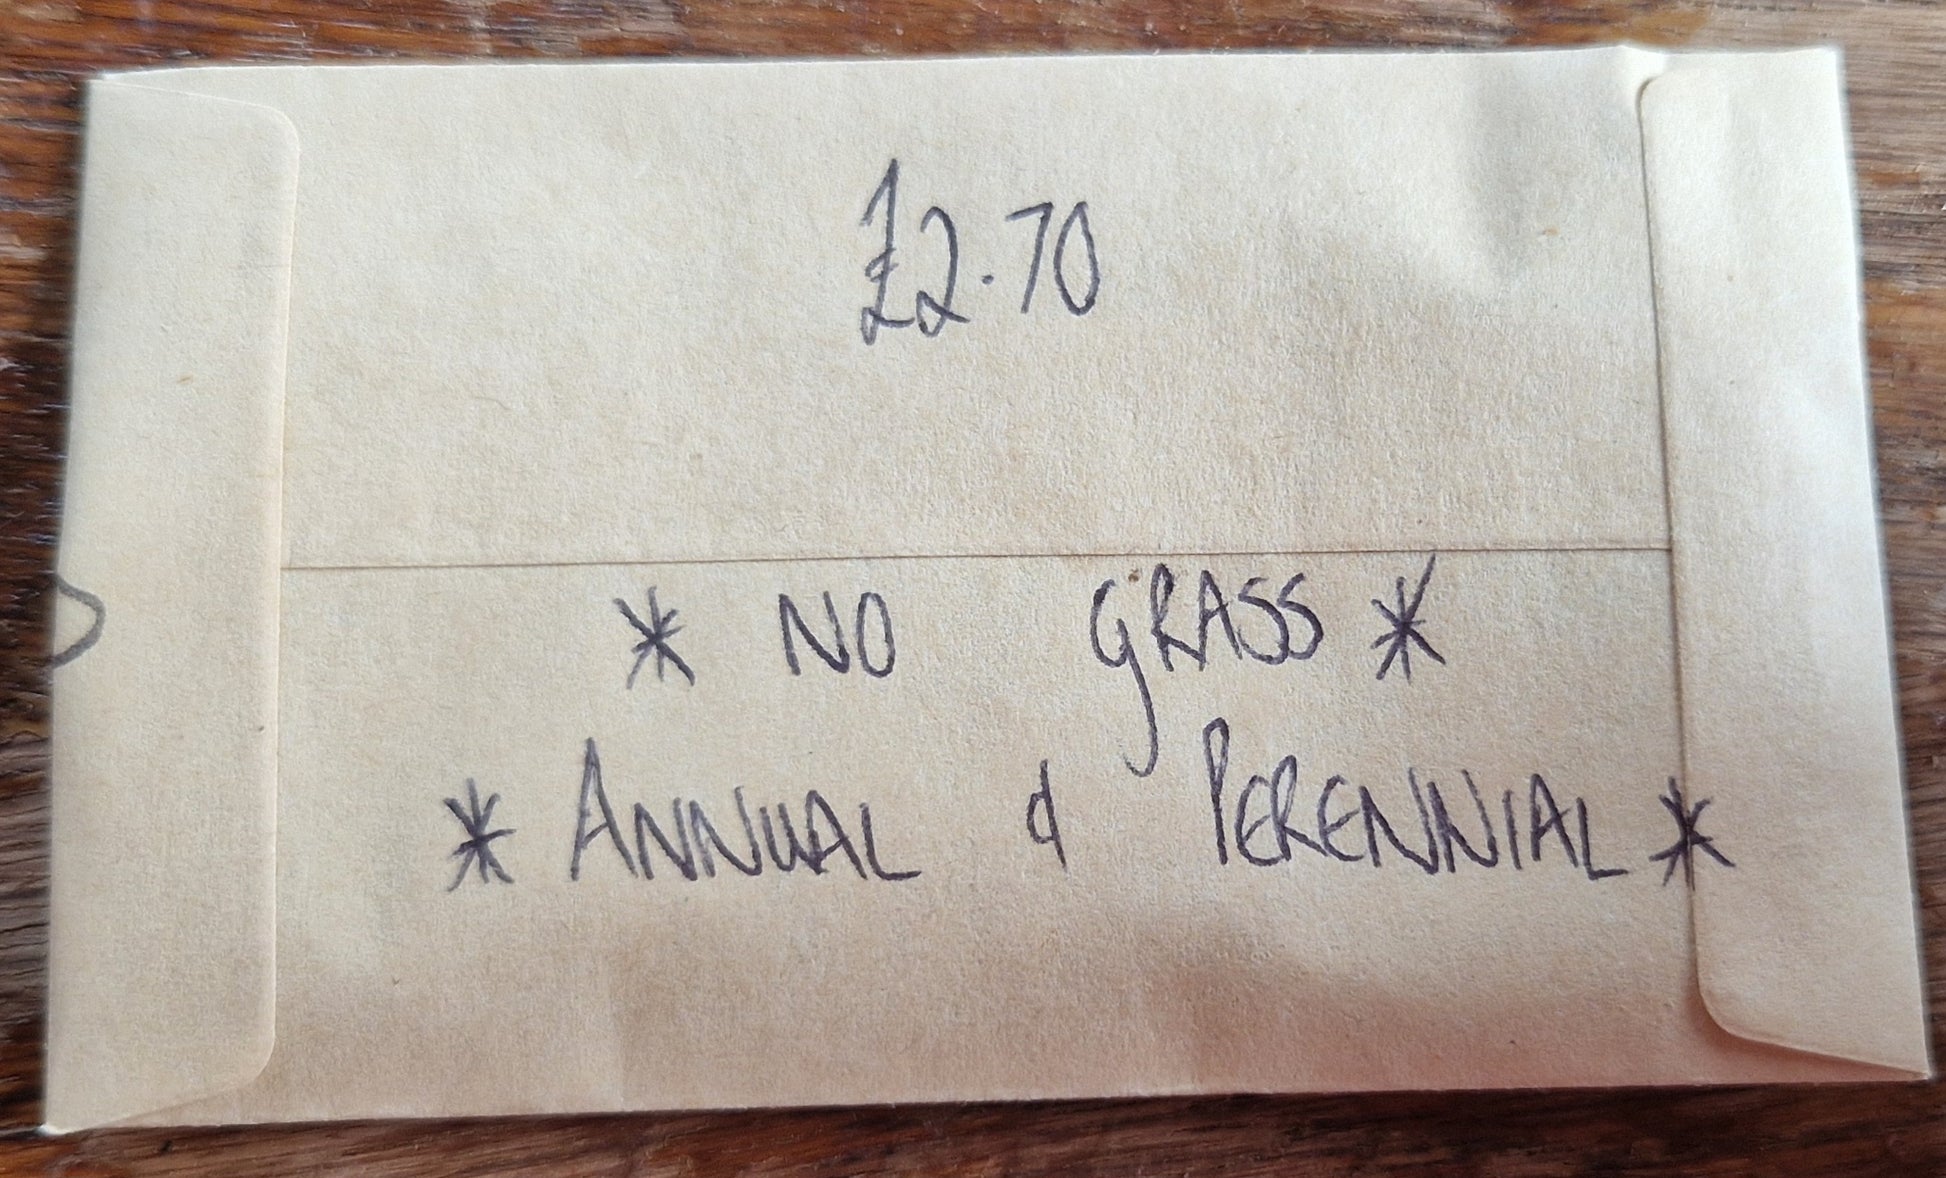 £2.70
* NO GRASS *
* ANNUAL & PERENNIAL *